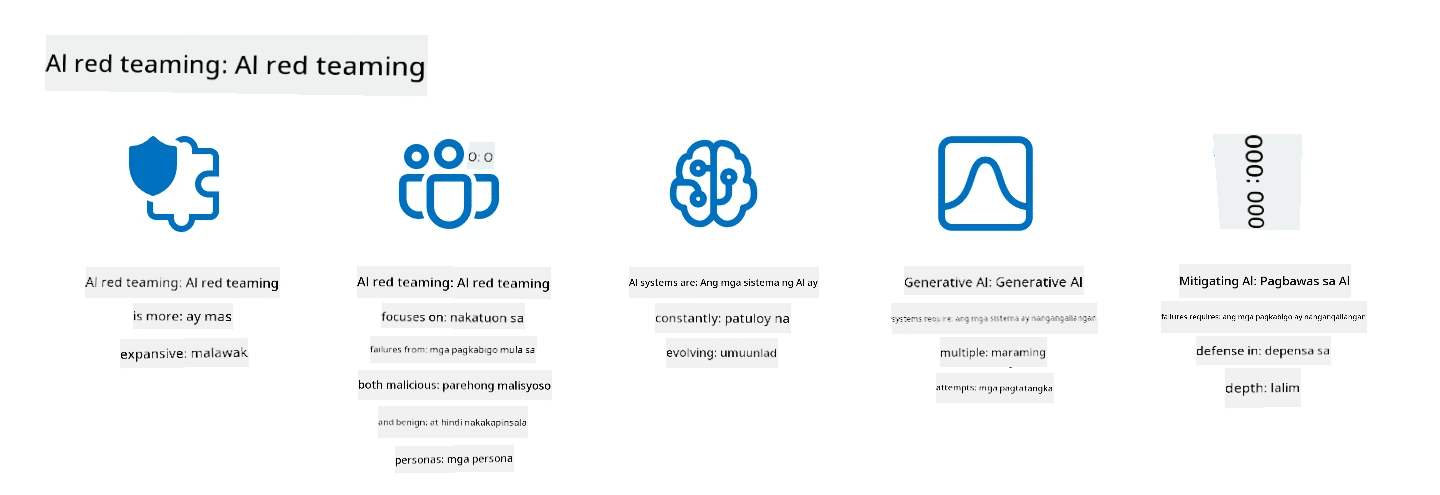 AI red teaming: AI red teaming
O: O
000: 000
AI red teaming: AI red teaming
is more: ay mas
expansive: malawak
AI red teaming: AI red teaming
focuses on: nakatuon sa
failures from: mga pagkabigo mula sa
both malicious: parehong malisyoso
and benign: at hindi nakakapinsala
personas: mga persona
AI systems are: Ang mga sistema ng AI ay
constantly: patuloy na
evolving: umuunlad
Generative AI: Generative AI
systems require: ang mga sistema ay nangangailangan
multiple: maraming
attempts: mga pagtatangka
Mitigating AI: Pagbawas sa AI
failures requires: ang mga pagkabigo ay nangangailangan
defense in: depensa sa
depth: lalim